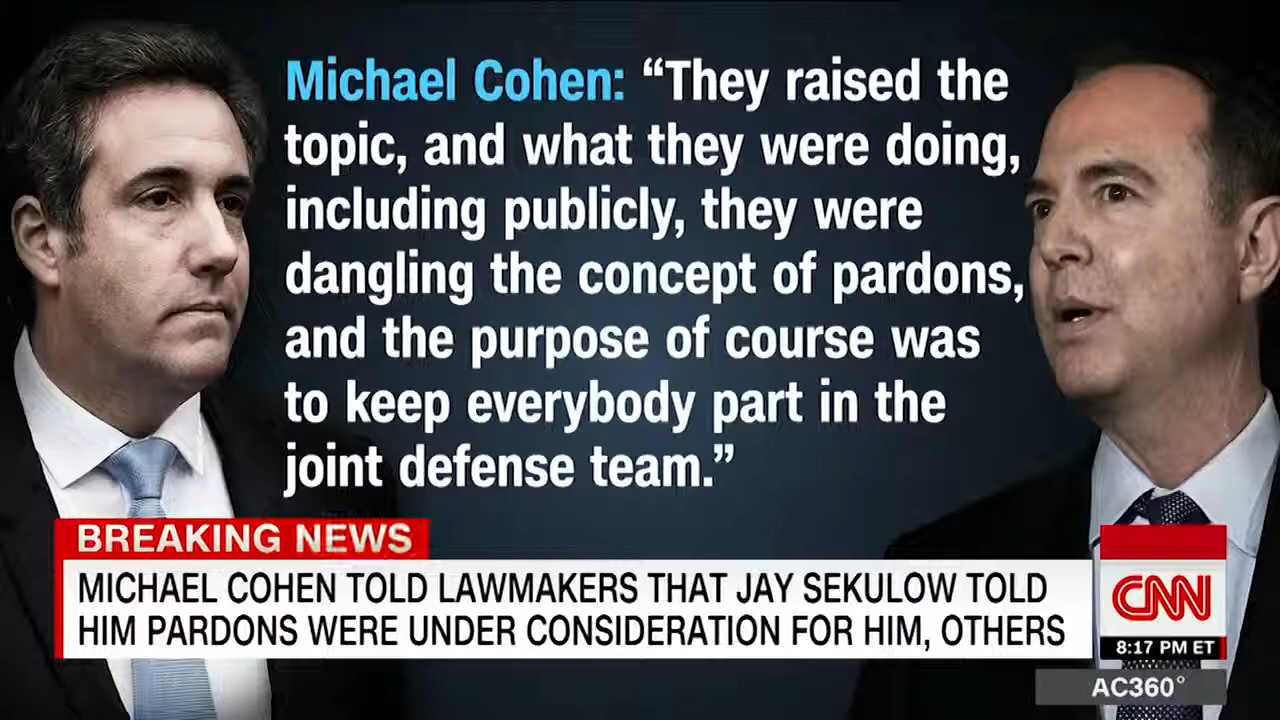 Michael Cohen: “They raised the
topic, and what they were doing,
including publicly, they were
dangling the concept of pardons,
and the purpose of course was
to keep everybody part in the
joint defense team.”
BREAKING NEWS
MICHAEL COHEN TOLD LAWMAKERS THAT JAY SEKULOW TOLD
HIM PARDONS WERE UNDER CONSIDERATION FOR HIM, OTHERS
CNN
8:17 PM ET
AC360°